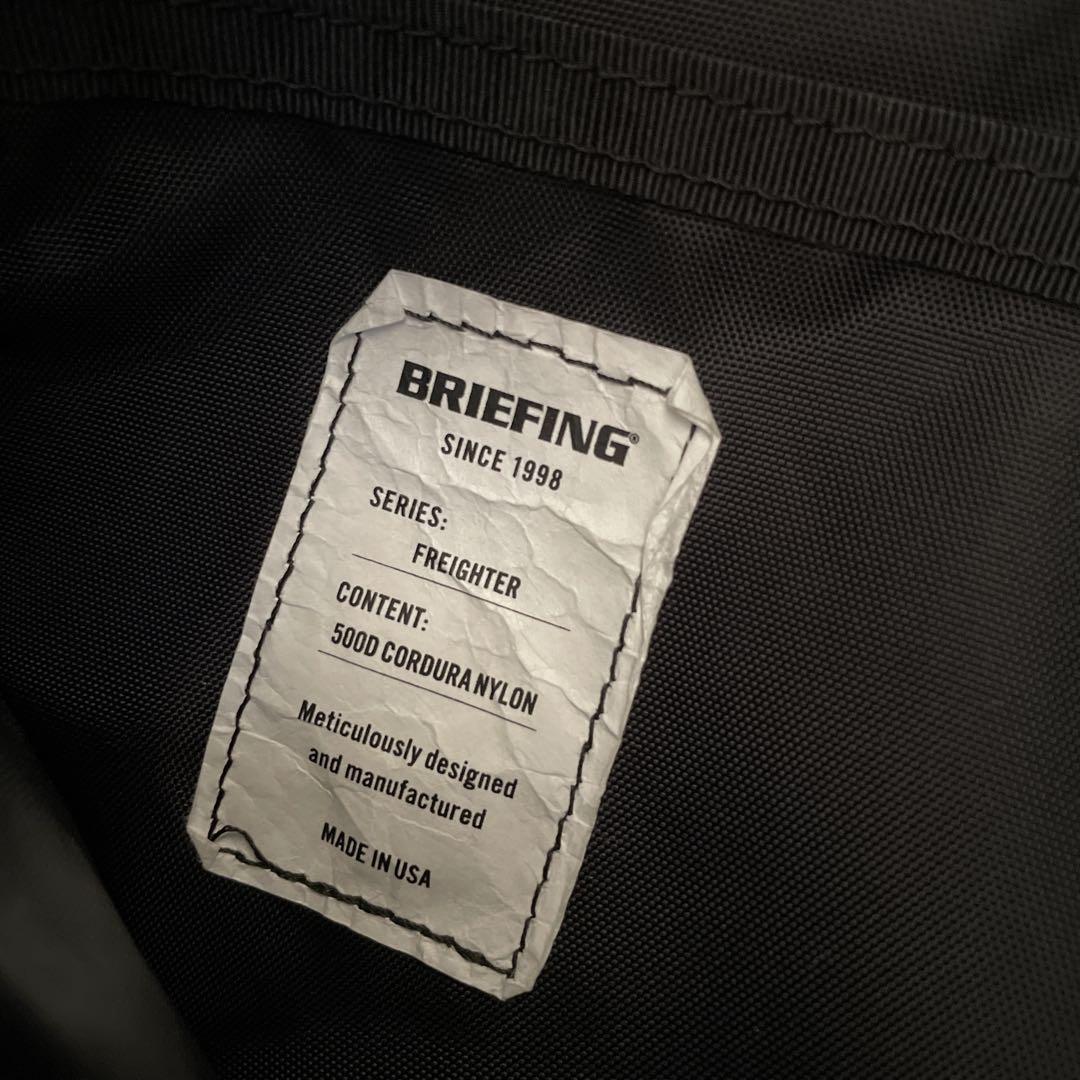 BRIEFING®
SINCE 1998
SERIES:
FREIGHTER
CONTENT:
500D CORDURA NYLON
Meticulously designed
and manufactured
MADE IN USA